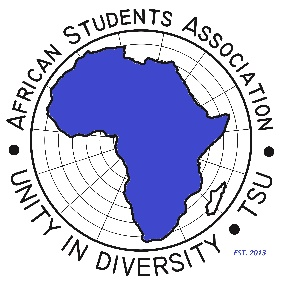 AFRICAN STUDENTS ASSOCIATION
UNITY IN DIVERSITY • TSU
EST. 2013